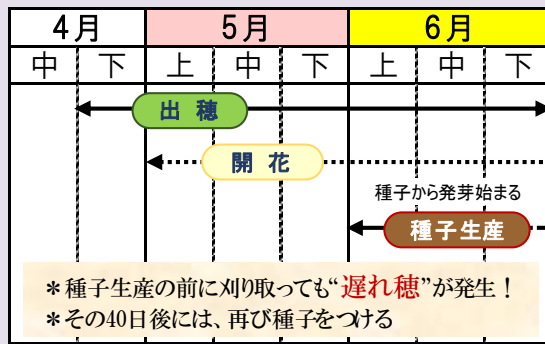 4月 5月 6月
中 下 上 中 下 上 中 下
出 穂
開 花
種子から発芽始まる
種子生産
＊種子生産の前に刈り取っても“遅れ穂”が発生！
＊その40日後には、再び種子をつける